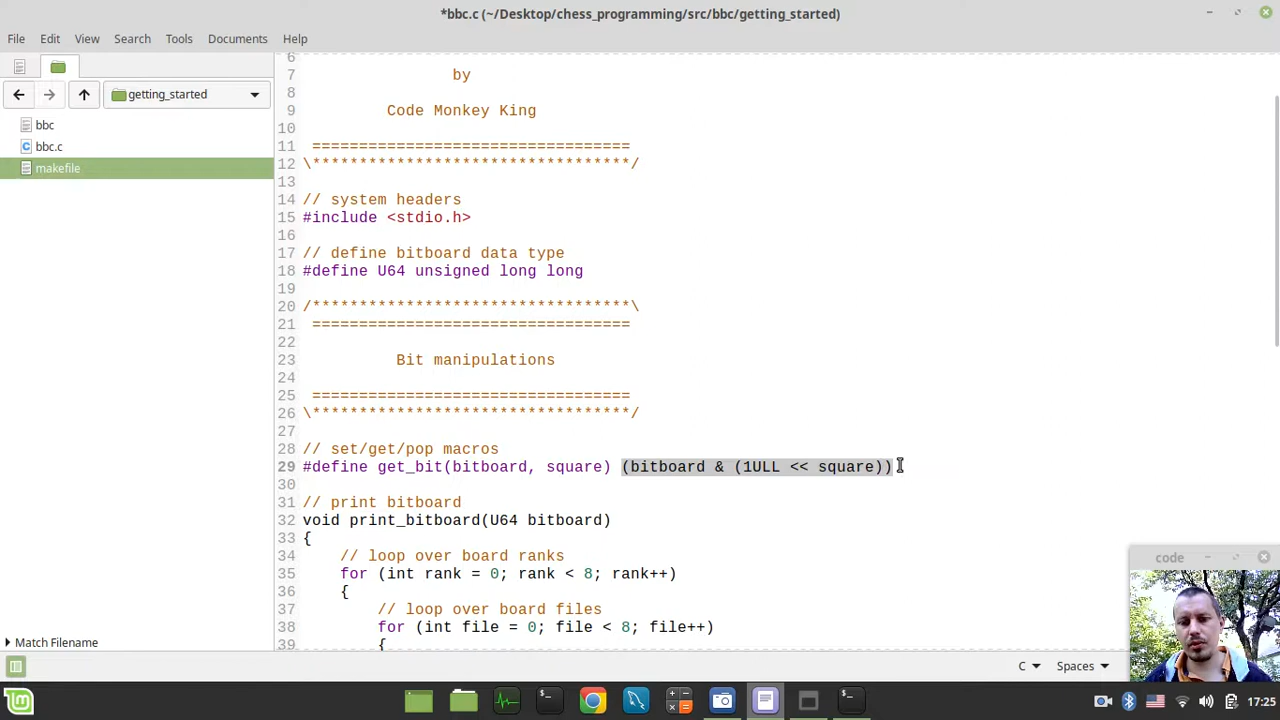 *bbc.c (~/Desktop/chess_programming/src/bbc/getting_started)
File Edit View Search Tools Documents Help
getting_started
bbc
bbc.c
makefile
Match Filename
6
7 by
8
9 Code Monkey King
10
11 ==================================
12 \**********************************/
13
14 // system headers
15 #include <stdio.h>
16
17 // define bitboard data type
18 #define U64 unsigned long long
19
20 /**********************************\
21 ==================================
22
23 Bit manipulations
24
25 ==================================
26 \**********************************/
27
28 // set/get/pop macros
29 #define get_bit(bitboard, square) (bitboard & (1ULL << square))
30
31 // print bitboard
32 void print_bitboard(U64 bitboard)
33 {
34 // loop over board ranks
35 for (int rank = 0; rank < 8; rank++)
36 {
37 // loop over board files
38 for (int file = 0; file < 8; file++)
39 {
code
C Spaces
17:25